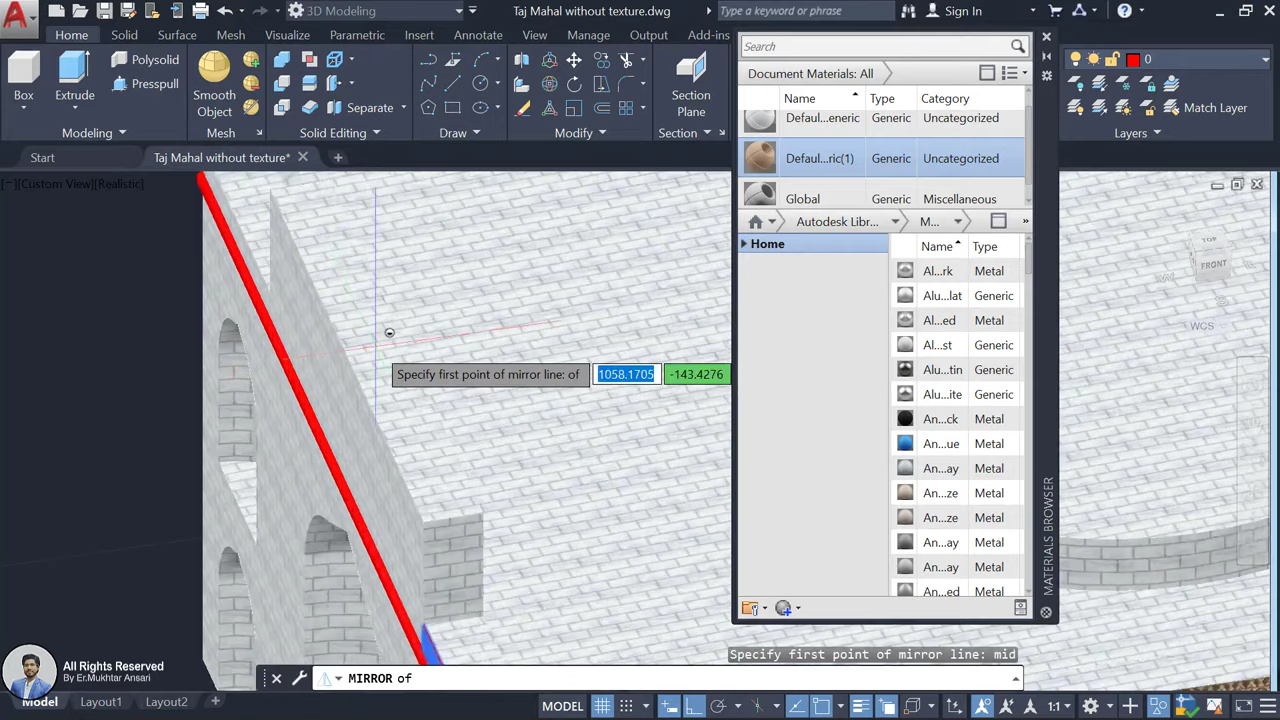 3D Modeling
Taj Mahal without texture.dwg
Type a keyword or phrase
Sign In
Home
Solid
Surface
Mesh
Visualize
Parametric
Insert
Annotate
View
Manage
Output
Add-ins
Box
Extrude
Polysolid
Presspull
Smooth
Object
Separate
Section
Plane
Match Layer
0
Modeling
Mesh
Solid Editing
Draw
Modify
Section
Layers
Start
Taj Mahal without texture*
[−][Custom View][Realistic]
Search
Document Materials: All
Name
Type
Category
Defaul...eneric
Generic
Uncategorized
Defaul...ric(1)
Generic
Uncategorized
Global
Generic
Miscellaneous
Autodesk Libr...
M...
Home
Name
Type
Al...rk
Metal
Alu...lat
Generic
Al...ed
Metal
Al...st
Generic
Alu...tin
Generic
Alu...ite
Generic
An...ck
Metal
An...ue
Metal
An...ay
Metal
An...ze
Metal
An...ze
Metal
An...ay
Metal
An...ay
Metal
An...ed
Metal
MATERIALS BROWSER
TOP
FRONT
WCS
Specify first point of mirror line: of
1058.1705
-143.4276
Specify first point of mirror line: mid
MIRROR of
All Rights Reserved
By Er.Mukhtar Ansari
Model
Layout1
Layout2
MODEL
1:1